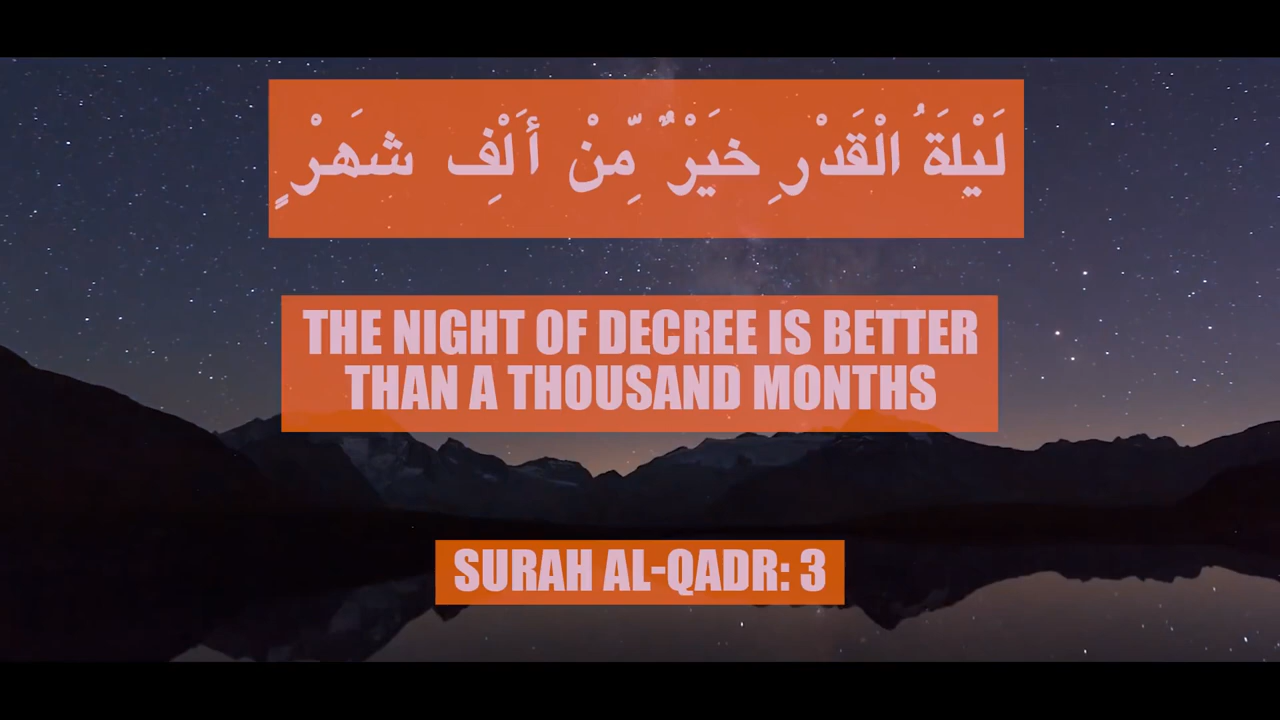 لَيْلَةُ الْقَدْرِ خَيْرٌ مِّنْ أَلْفِ شَهْرٍ
THE NIGHT OF DECREE IS BETTER
THAN A THOUSAND MONTHS
SURAH AL-QADR: 3